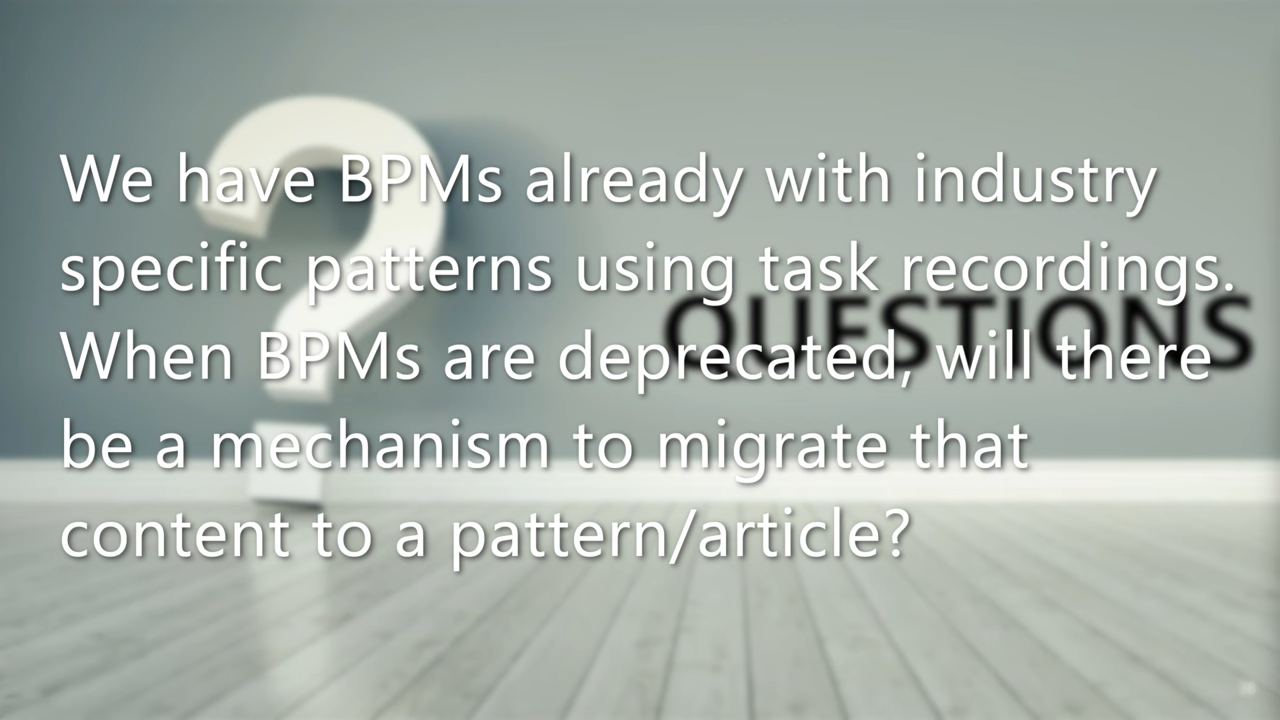 We have BPMs already with industry
specific patterns using task recordings.
QUESTIONS
When BPMs are deprecated, will there
be a mechanism to migrate that
content to a pattern/article?